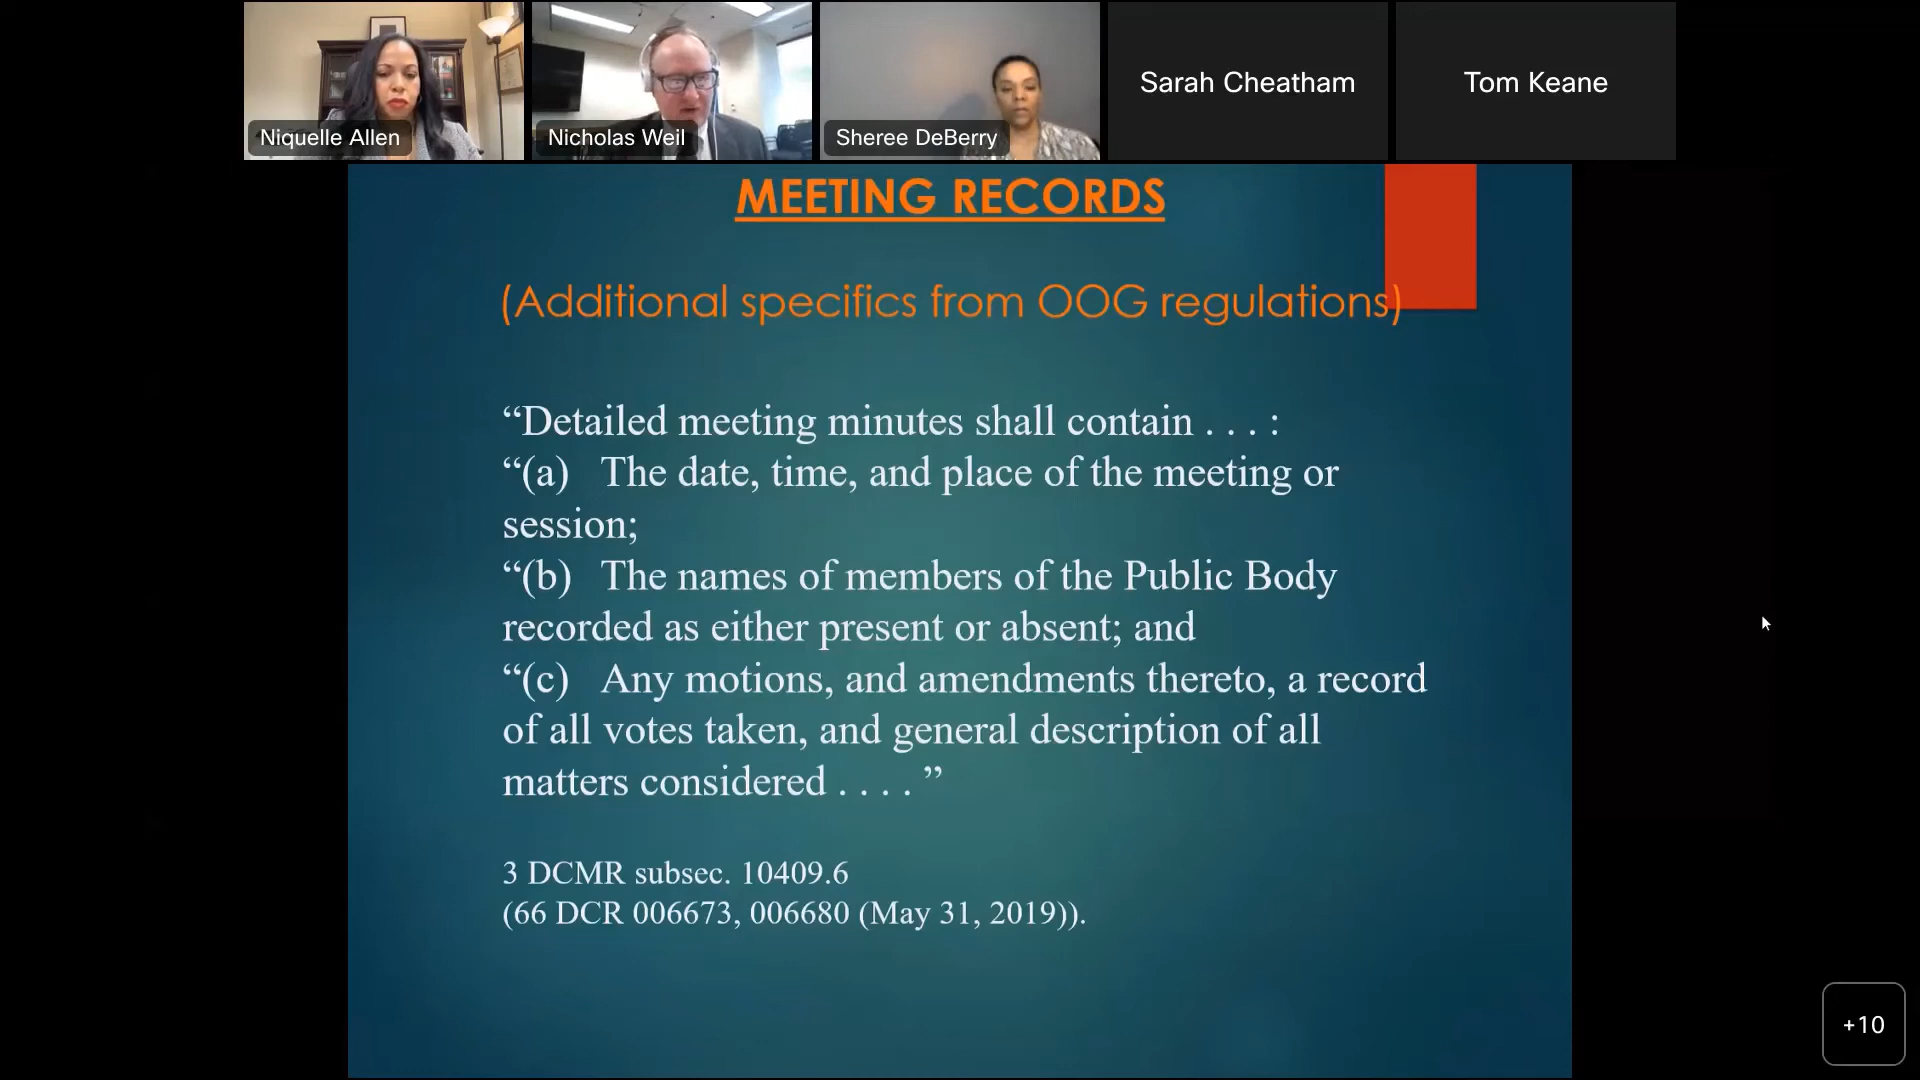 Sarah Cheatham
Tom Keane
Niquelle Allen
Nicholas Weil
Sheree DeBerry
MEETING RECORDS
(Additional specifics from OOG regulations)
“Detailed meeting minutes shall contain . . . :
“(a) The date, time, and place of the meeting or
session;
“(b) The names of members of the Public Body
recorded as either present or absent; and
“(c) Any motions, and amendments thereto, a record
of all votes taken, and general description of all
matters considered . . . . ”
3 DCMR subsec. 10409.6
(66 DCR 006673, 006680 (May 31, 2019)).
+10